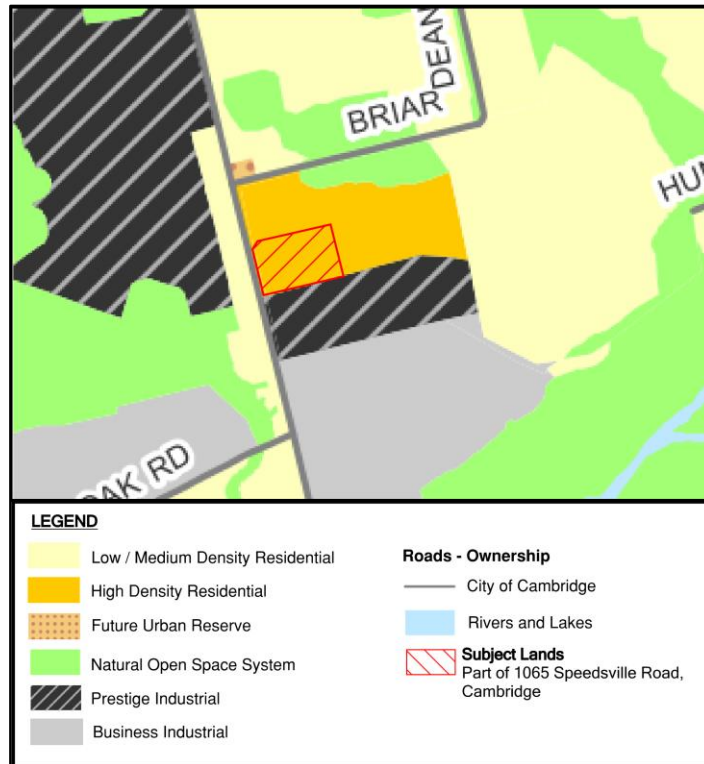 DEAN
BRIAR
HUN
OAK RD
LEGEND
Low / Medium Density Residential
High Density Residential
Future Urban Reserve
Natural Open Space System
Prestige Industrial
Business Industrial
Roads - Ownership
City of Cambridge
Rivers and Lakes
Subject Lands
Part of 1065 Speedsville Road,
Cambridge